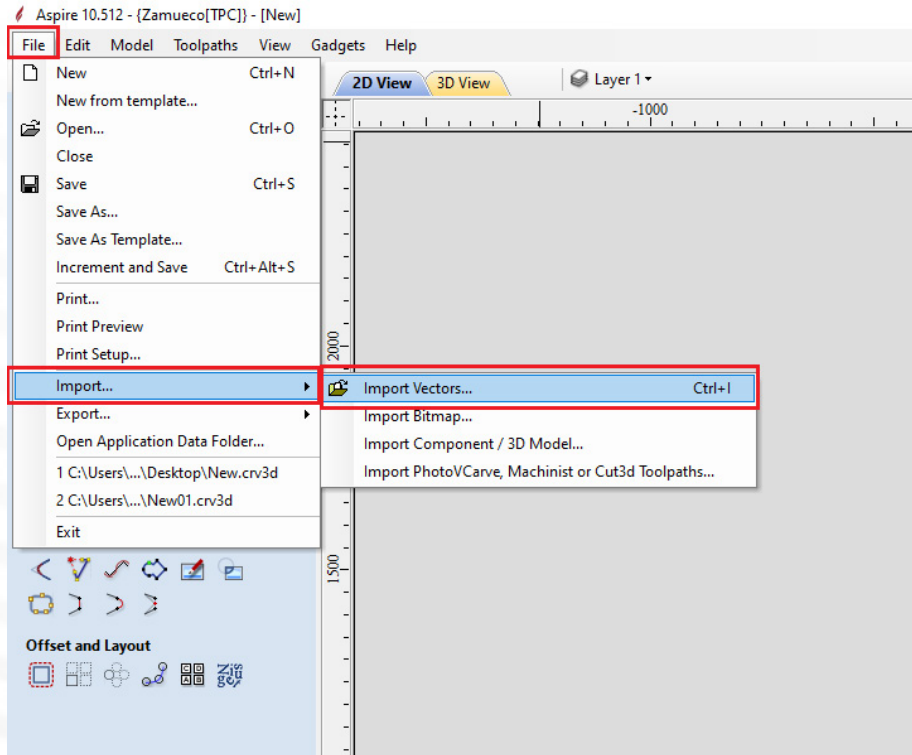 Aspire 10.512 - {Zamueco[TPC]} - [New]
File Edit Model Toolpaths View Gadgets Help
New Ctrl+N
New from template...
Open... Ctrl+O
Close
Save Ctrl+S
Save As...
Save As Template...
Increment and Save Ctrl+Alt+S
Print...
Print Preview
Print Setup...
Import...
Export...
Open Application Data Folder...
1 C:\Users\...\Desktop\New.crv3d
2 C:\Users\...\New01.crv3d
Exit
Import Vectors... Ctrl+I
Import Bitmap...
Import Component / 3D Model...
Import PhotoVCarve, Machinist or Cut3d Toolpaths...
2D View 3D View Layer 1
-1000
2000
1500
Offset and Layout